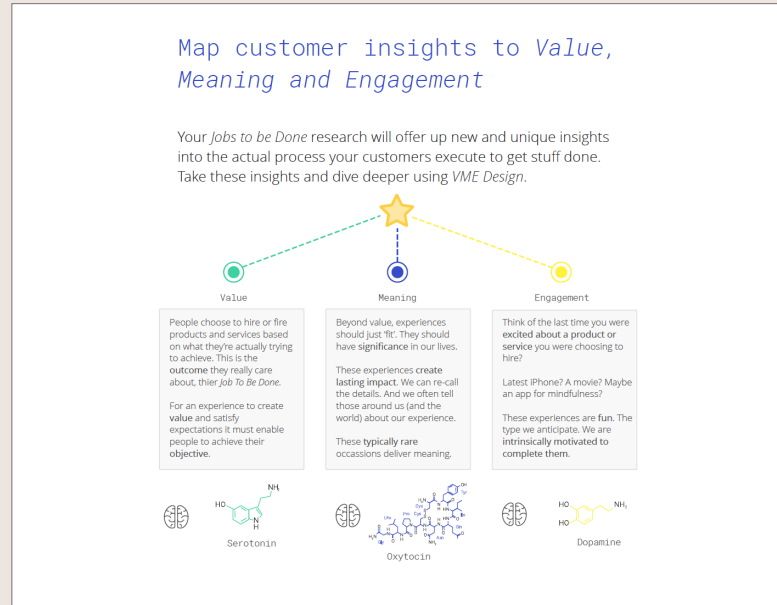 Map customer insights to Value,
Meaning and Engagement
Your Jobs to be Done research will offer up new and unique insights
into the actual process your customers execute to get stuff done.
Take these insights and dive deeper using VME Design.
Value
People choose to hire or fire
products and services based
on what they're actually trying
to achieve. This is the
outcome they really care
about, thier Job To Be Done.
For an experience to create
value and satisfy
expectations it must enable
people to achieve their
objective.
Meaning
Beyond value, experiences
should just 'fit'. They should
have significance in our lives.
These experiences create
lasting impact. We can re-call
the details. And we often tell
those around us (and the
world) about our experience.
These typically rare
occassions deliver meaning.
Engagement
Think of the last time you were
excited about a product or
service you were choosing to
hire?
Latest iPhone? A movie? Maybe
an app for mindfulness?
These experiences are fun. The
type we anticipate. We are
intrinsically motivated to
complete them.
HO
NH₂
N
H
Serotonin
Oxytocin
HO
HO
NH₂
Dopamine